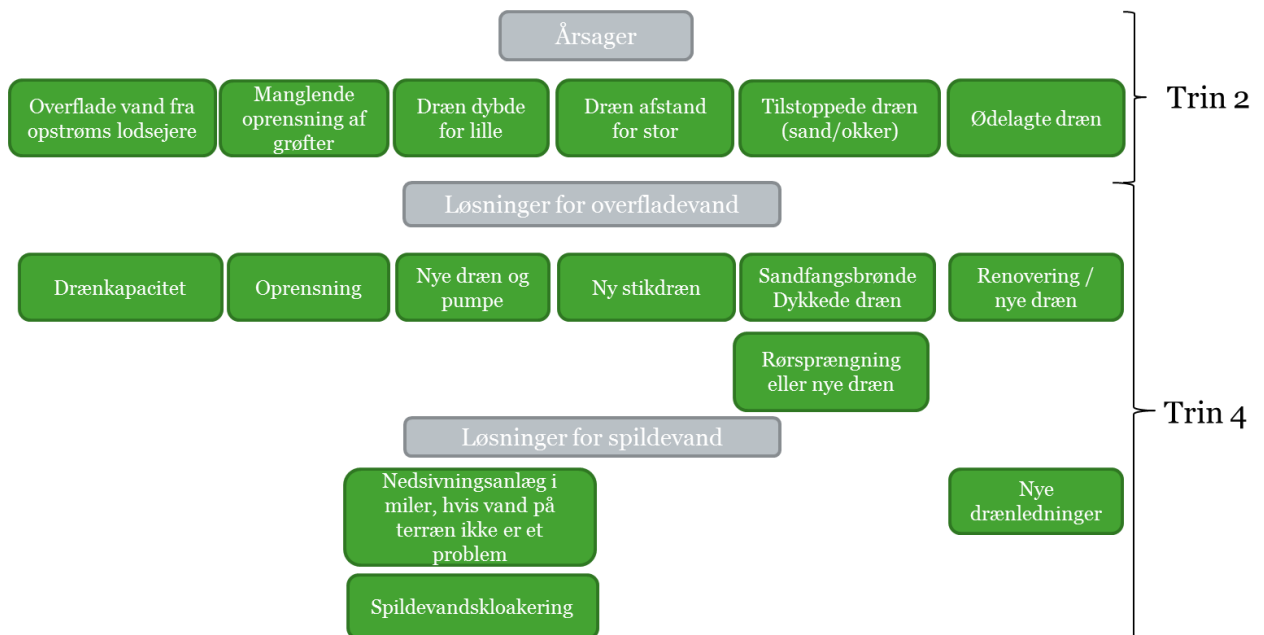 Årsager
Overflade vand fra
opstrøms lodsejere
Manglende
oprensning af
grøfter
Dræn dybde
for lille
Dræn afstand
for stor
Tilstoppede dræn
(sand/okker)
Ødelagte dræn
Trin 2
Løsninger for overfladevand
Drænkapacitet
Oprensning
Nye dræn og
pumpe
Ny stikdræn
Sandfangsbrønde
Dykkede dræn
Renovering /
nye dræn
Rørsprængning
eller nye dræn
Trin 4
Løsninger for spildevand
Nedsivningsanlæg i
miler, hvis vand på
terræn ikke er et
problem
Nye
drænledninger
Spildevandskloakering